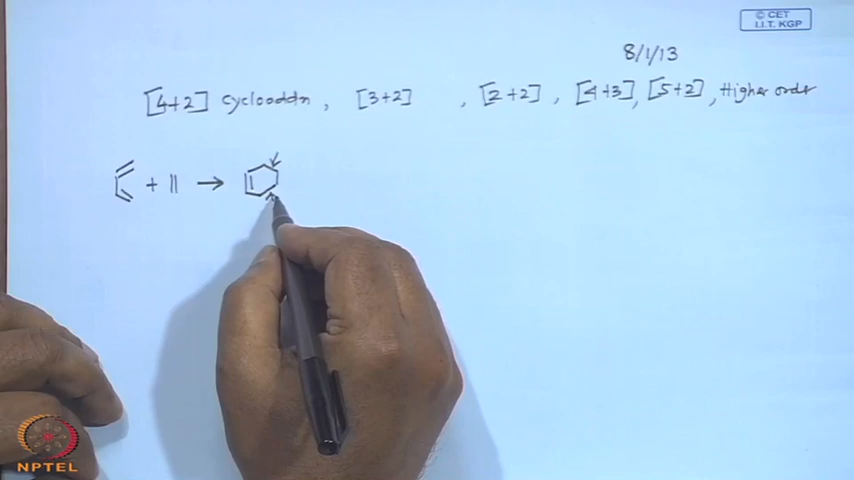 © CET
I.I.T. KGP
8/1/13
[4+2] cycloaddn, [3+2] , [2+2], [4+3], [5+2], Higher order
+ || →
NPTEL